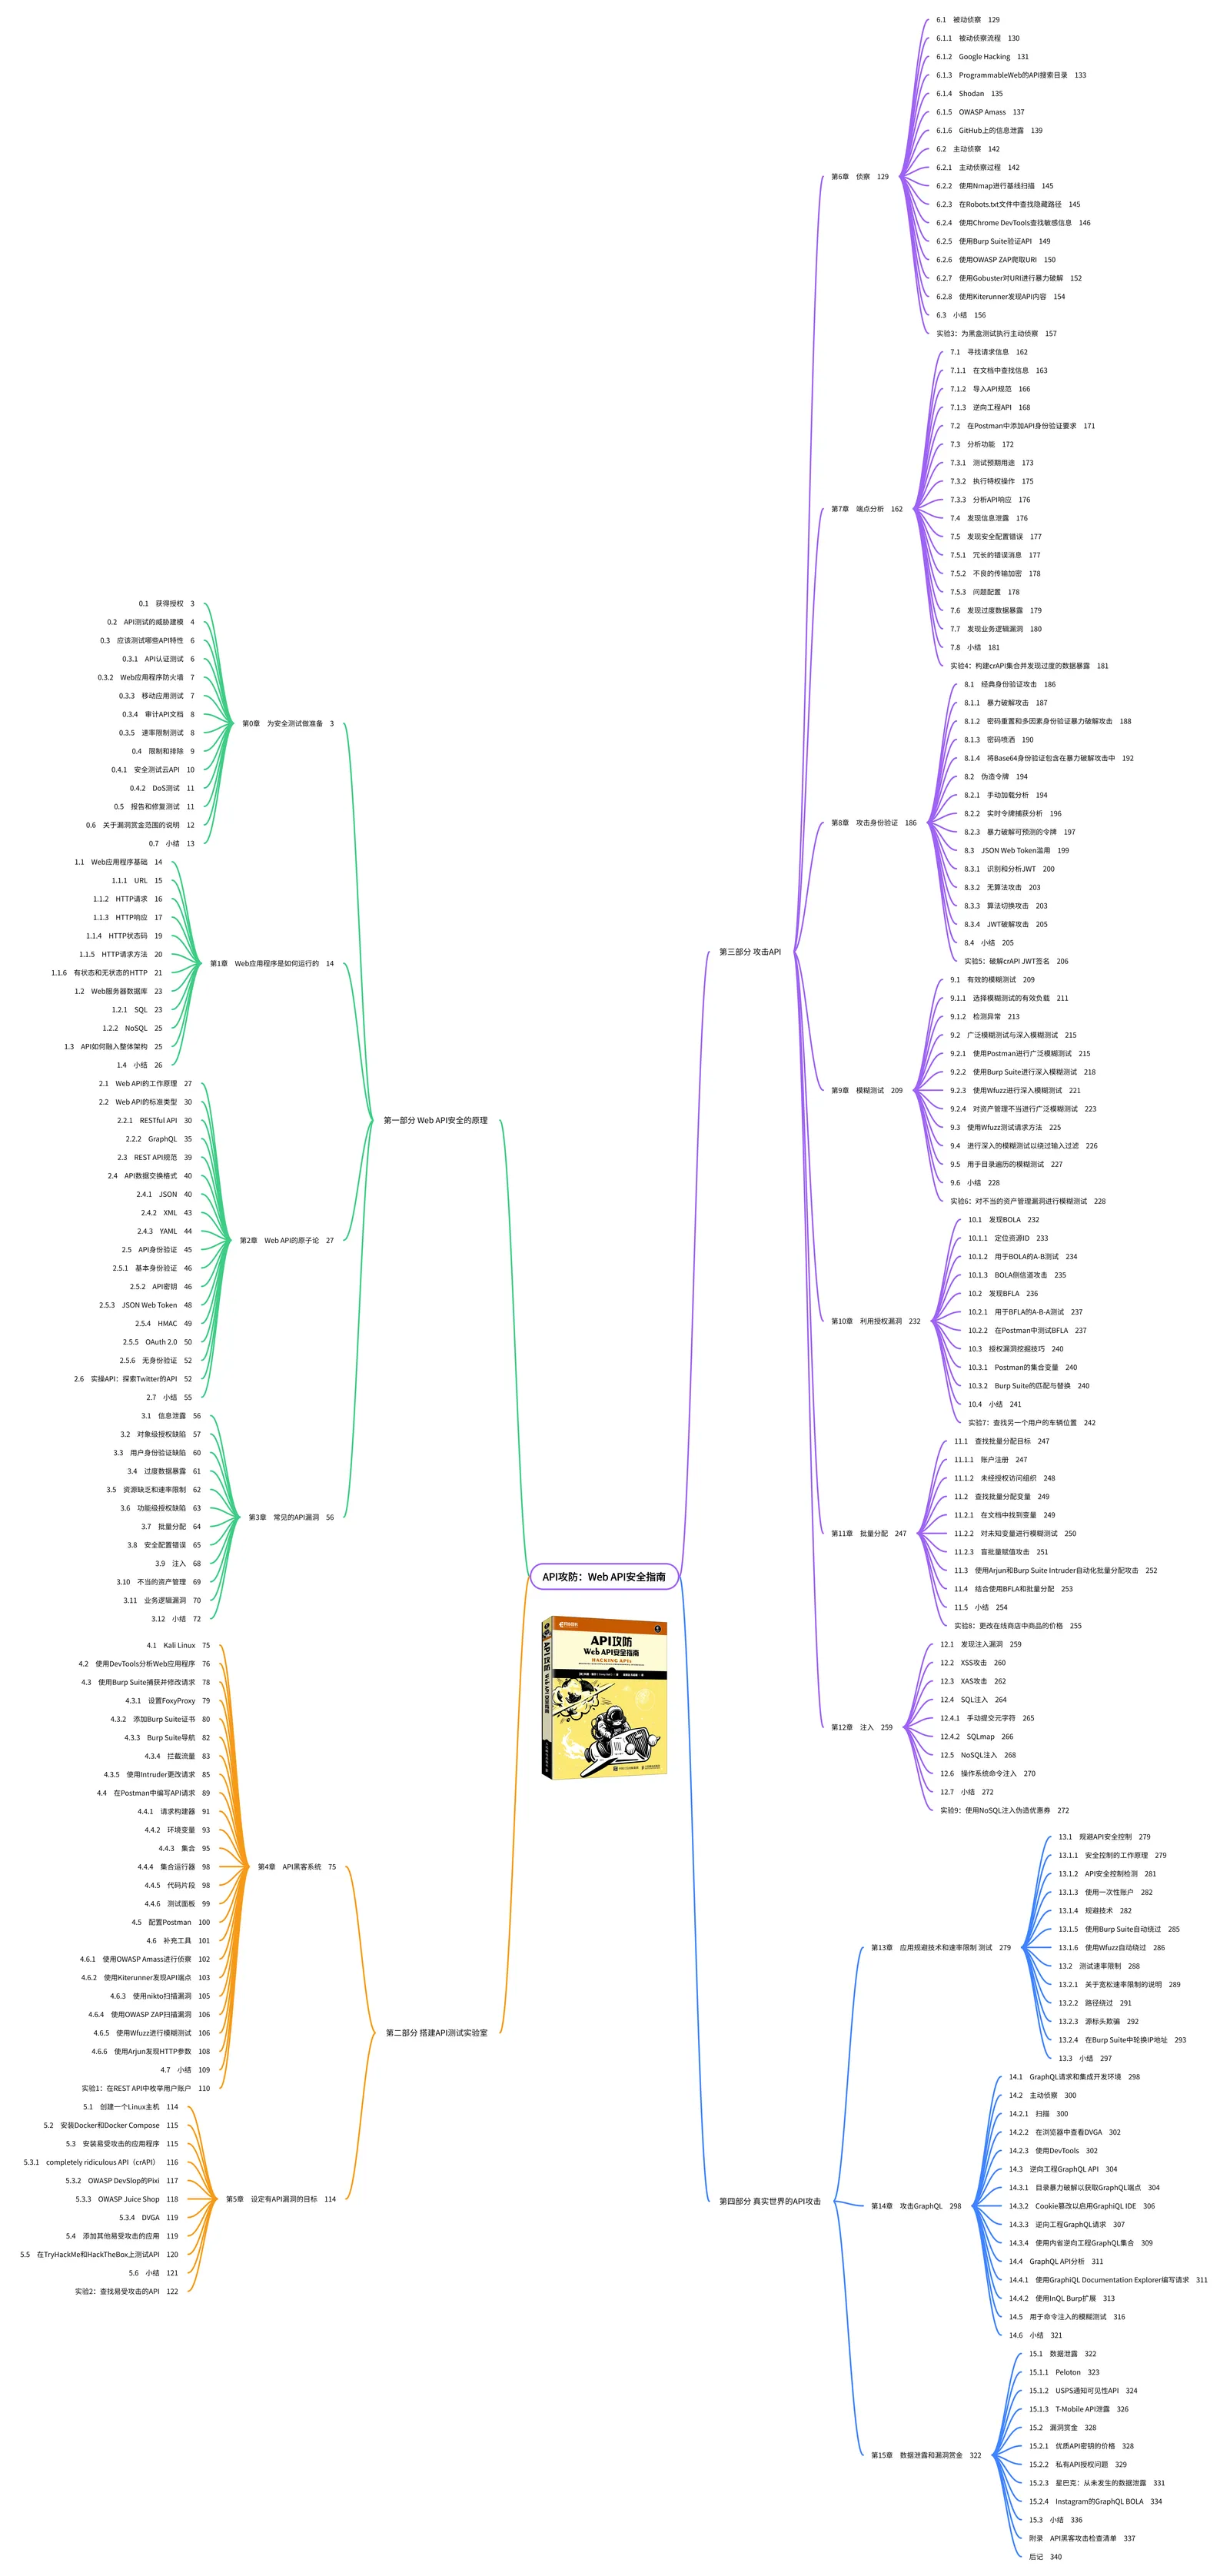 API攻防：Web API安全指南
API攻防
Web API安全指南
HACKING APIs
第一部分 Web API安全的原理
第0章 为安全测试做准备 3
0.1 获得授权 3
0.2 API测试的威胁建模 4
0.3 应该测试哪些API特性 6
0.3.1 API认证测试 6
0.3.2 Web应用程序防火墙 7
0.3.3 移动应用测试 7
0.3.4 审计API文档 8
0.3.5 速率限制测试 8
0.4 限制和排除 9
0.4.1 安全测试云API 10
0.4.2 DoS测试 11
0.5 报告和修复测试 11
0.6 关于漏洞赏金范围的说明 12
0.7 小结 13
第1章 Web应用程序是如何运行的 14
1.1 Web应用程序基础 14
1.1.1 URL 15
1.1.2 HTTP请求 16
1.1.3 HTTP响应 17
1.1.4 HTTP状态码 19
1.1.5 HTTP请求方法 20
1.1.6 有状态和无状态的HTTP 21
1.2 Web服务器数据库 23
1.2.1 SQL 23
1.2.2 NoSQL 25
1.3 API如何融入整体架构 25
1.4 小结 26
第2章 Web API的原子论 27
2.1 Web API的工作原理 27
2.2 Web API的标准类型 30
2.2.1 RESTful API 30
2.2.2 GraphQL 35
2.3 REST API规范 39
2.4 API数据交换格式 40
2.4.1 JSON 40
2.4.2 XML 43
2.4.3 YAML 44
2.5 API身份验证 45
2.5.1 基本身份验证 46
2.5.2 API密钥 46
2.5.3 JSON Web Token 48
2.5.4 HMAC 49
2.5.5 OAuth 2.0 50
2.5.6 无身份验证 52
2.6 实操API：探索Twitter的API 52
2.7 小结 55
第3章 常见的API漏洞 56
3.1 信息泄露 56
3.2 对象级授权缺陷 57
3.3 用户身份验证缺陷 60
3.4 过度数据暴露 61
3.5 资源缺乏和速率限制 62
3.6 功能级授权缺陷 63
3.7 批量分配 64
3.8 安全配置错误 65
3.9 注入 68
3.10 不当的资产管理 69
3.11 业务逻辑漏洞 70
3.12 小结 72
第二部分 搭建API测试实验室
第4章 API黑客系统 75
4.1 Kali Linux 75
4.2 使用DevTools分析Web应用程序 76
4.3 使用Burp Suite捕获并修改请求 78
4.3.1 设置FoxyProxy 79
4.3.2 添加Burp Suite证书 80
4.3.3 Burp Suite导航 82
4.3.4 拦截流量 83
4.3.5 使用Intruder更改请求 85
4.4 在Postman中编写API请求 89
4.4.1 请求构建器 91
4.4.2 环境变量 93
4.4.3 集合 95
4.4.4 集合运行器 98
4.4.5 代码片段 98
4.4.6 测试面板 99
4.5 配置Postman 100
4.6 补充工具 101
4.6.1 使用OWASP Amass进行侦察 102
4.6.2 使用Kiterunner发现API端点 103
4.6.3 使用nikto扫描漏洞 105
4.6.4 使用OWASP ZAP扫描漏洞 106
4.6.5 使用Wfuzz进行模糊测试 106
4.6.6 使用Arjun发现HTTP参数 108
4.7 小结 109
实验1：在REST API中枚举用户账户 110
第5章 设定有API漏洞的目标 114
5.1 创建一个Linux主机 114
5.2 安装Docker和Docker Compose 115
5.3 安装易受攻击的应用程序 115
5.3.1 completely ridiculous API（crAPI） 116
5.3.2 OWASP DevSlop的Pixi 117
5.3.3 OWASP Juice Shop 118
5.3.4 DVGA 119
5.4 添加其他易受攻击的应用 119
5.5 在TryHackMe和HackTheBox上测试API 120
5.6 小结 121
实验2：查找易受攻击的API 122
第三部分 攻击API
第6章 侦察 129
6.1 被动侦察 129
6.1.1 被动侦察流程 130
6.1.2 Google Hacking 131
6.1.3 ProgrammableWeb的API搜索目录 133
6.1.4 Shodan 135
6.1.5 OWASP Amass 137
6.1.6 GitHub上的信息泄露 139
6.2 主动侦察 142
6.2.1 主动侦察过程 142
6.2.2 使用Nmap进行基线扫描 145
6.2.3 在Robots.txt文件中查找隐藏路径 145
6.2.4 使用Chrome DevTools查找敏感信息 146
6.2.5 使用Burp Suite验证API 149
6.2.6 使用OWASP ZAP爬取URI 150
6.2.7 使用Gobuster对URI进行暴力破解 152
6.2.8 使用Kiterunner发现API内容 154
6.3 小结 156
实验3：为黑盒测试执行主动侦察 157
第7章 端点分析 162
7.1 寻找请求信息 162
7.1.1 在文档中查找信息 163
7.1.2 导入API规范 166
7.1.3 逆向工程API 168
7.2 在Postman中添加API身份验证要求 171
7.3 分析功能 172
7.3.1 测试预期用途 173
7.3.2 执行特权操作 175
7.3.3 分析API响应 176
7.4 发现信息泄露 176
7.5 发现安全配置错误 177
7.5.1 冗长的错误消息 177
7.5.2 不良的传输加密 178
7.5.3 问题配置 178
7.6 发现过度数据暴露 179
7.7 发现业务逻辑漏洞 180
7.8 小结 181
实验4：构建crAPI集合并发现过度的数据暴露 181
第8章 攻击身份验证 186
8.1 经典身份验证攻击 186
8.1.1 暴力破解攻击 187
8.1.2 密码重置和多因素身份验证暴力破解攻击 188
8.1.3 密码喷洒 190
8.1.4 将Base64身份验证包含在暴力破解攻击中 192
8.2 伪造令牌 194
8.2.1 手动加载分析 194
8.2.2 实时令牌捕获分析 196
8.2.3 暴力破解可预测的令牌 197
8.3 JSON Web Token滥用 199
8.3.1 识别和分析JWT 200
8.3.2 无算法攻击 203
8.3.3 算法切换攻击 203
8.3.4 JWT破解攻击 205
8.4 小结 205
实验5：破解crAPI JWT签名 206
第9章 模糊测试 209
9.1 有效的模糊测试 209
9.1.1 选择模糊测试的有效负载 211
9.1.2 检测异常 213
9.2 广泛模糊测试与深入模糊测试 215
9.2.1 使用Postman进行广泛模糊测试 215
9.2.2 使用Burp Suite进行深入模糊测试 218
9.2.3 使用Wfuzz进行深入模糊测试 221
9.2.4 对资产管理不当进行广泛模糊测试 223
9.3 使用Wfuzz测试请求方法 225
9.4 进行深入的模糊测试以绕过输入过滤 226
9.5 用于目录遍历的模糊测试 227
9.6 小结 228
实验6：对不当的资产管理漏洞进行模糊测试 228
第10章 利用授权漏洞 232
10.1 发现BOLA 232
10.1.1 定位资源ID 233
10.1.2 用于BOLA的A-B测试 234
10.1.3 BOLA侧信道攻击 235
10.2 发现BFLA 236
10.2.1 用于BFLA的A-B-A测试 237
10.2.2 在Postman中测试BFLA 237
10.3 授权漏洞挖掘技巧 240
10.3.1 Postman的集合变量 240
10.3.2 Burp Suite的匹配与替换 240
10.4 小结 241
实验7：查找另一个用户的车辆位置 242
第11章 批量分配 247
11.1 查找批量分配目标 247
11.1.1 账户注册 247
11.1.2 未经授权访问组织 248
11.2 查找批量分配变量 249
11.2.1 在文档中找到变量 249
11.2.2 对未知变量进行模糊测试 250
11.2.3 盲批量赋值攻击 251
11.3 使用Arjun和Burp Suite Intruder自动化批量分配攻击 252
11.4 结合使用BFLA和批量分配 253
11.5 小结 254
实验8：更改在线商店中商品的价格 255
第12章 注入 259
12.1 发现注入漏洞 259
12.2 XSS攻击 260
12.3 XAS攻击 262
12.4 SQL注入 264
12.4.1 手动提交元字符 265
12.4.2 SQLmap 266
12.5 NoSQL注入 268
12.6 操作系统命令注入 270
12.7 小结 272
实验9：使用NoSQL注入伪造优惠券 272
第四部分 真实世界的API攻击
第13章 应用规避技术和速率限制 测试 279
13.1 规避API安全控制 279
13.1.1 安全控制的工作原理 279
13.1.2 API安全控制检测 281
13.1.3 使用一次性账户 282
13.1.4 规避技术 282
13.1.5 使用Burp Suite自动绕过 285
13.1.6 使用Wfuzz自动绕过 286
13.2 测试速率限制 288
13.2.1 关于宽松速率限制的说明 289
13.2.2 路径绕过 291
13.2.3 源标头欺骗 292
13.2.4 在Burp Suite中轮换IP地址 293
13.3 小结 297
第14章 攻击GraphQL 298
14.1 GraphQL请求和集成开发环境 298
14.2 主动侦察 300
14.2.1 扫描 300
14.2.2 在浏览器中查看DVGA 302
14.2.3 使用DevTools 302
14.3 逆向工程GraphQL API 304
14.3.1 目录暴力破解以获取GraphQL端点 304
14.3.2 Cookie篡改以启用GraphiQL IDE 306
14.3.3 逆向工程GraphQL请求 307
14.3.4 使用内省逆向工程GraphQL集合 309
14.4 GraphQL API分析 311
14.4.1 使用GraphiQL Documentation Explorer编写请求 311
14.4.2 使用InQL Burp扩展 313
14.5 用于命令注入的模糊测试 316
14.6 小结 321
第15章 数据泄露和漏洞赏金 322
15.1 数据泄露 322
15.1.1 Peloton 323
15.1.2 USPS通知可见性API 324
15.1.3 T-Mobile API泄露 326
15.2 漏洞赏金 328
15.2.1 优质API密钥的价格 328
15.2.2 私有API授权问题 329
15.2.3 星巴克：从未发生的数据泄露 331
15.2.4 Instagram的GraphQL BOLA 334
15.3 小结 336
附录 API黑客攻击检查清单 337
后记 340